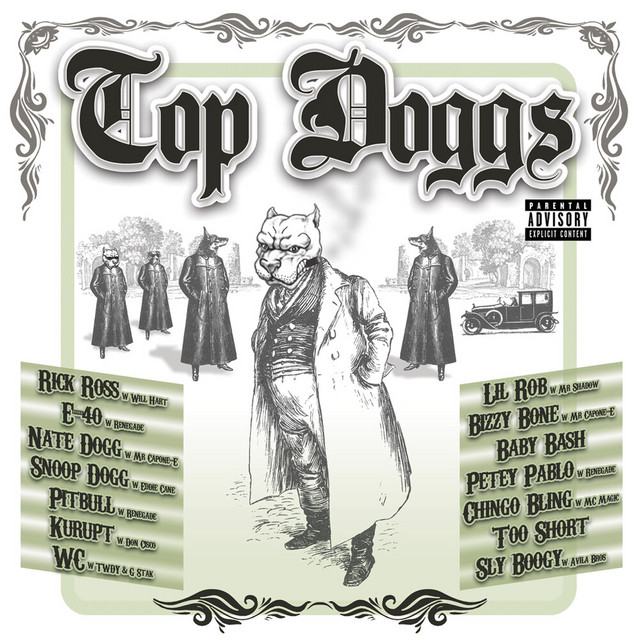 Top Doggs
PARENTAL
ADVISORY
EXPLICIT CONTENT
Rick Ross w Will Hart
E-40 w Renegade
Nate Dogg w Mr Capone-E
Snoop Dogg w Eddie Cane
Pitbull w Renegade
Kurupt w Don Cisco
WC w TWDY & G Stak
Lil Rob w Mr Shadow
Bizzy Bone w Mr Capone-E
Baby Bash
Petey Pablo w Renegade
Chingo Bling w MC Magic
Too Short
Sly Boogy w Avila Bros